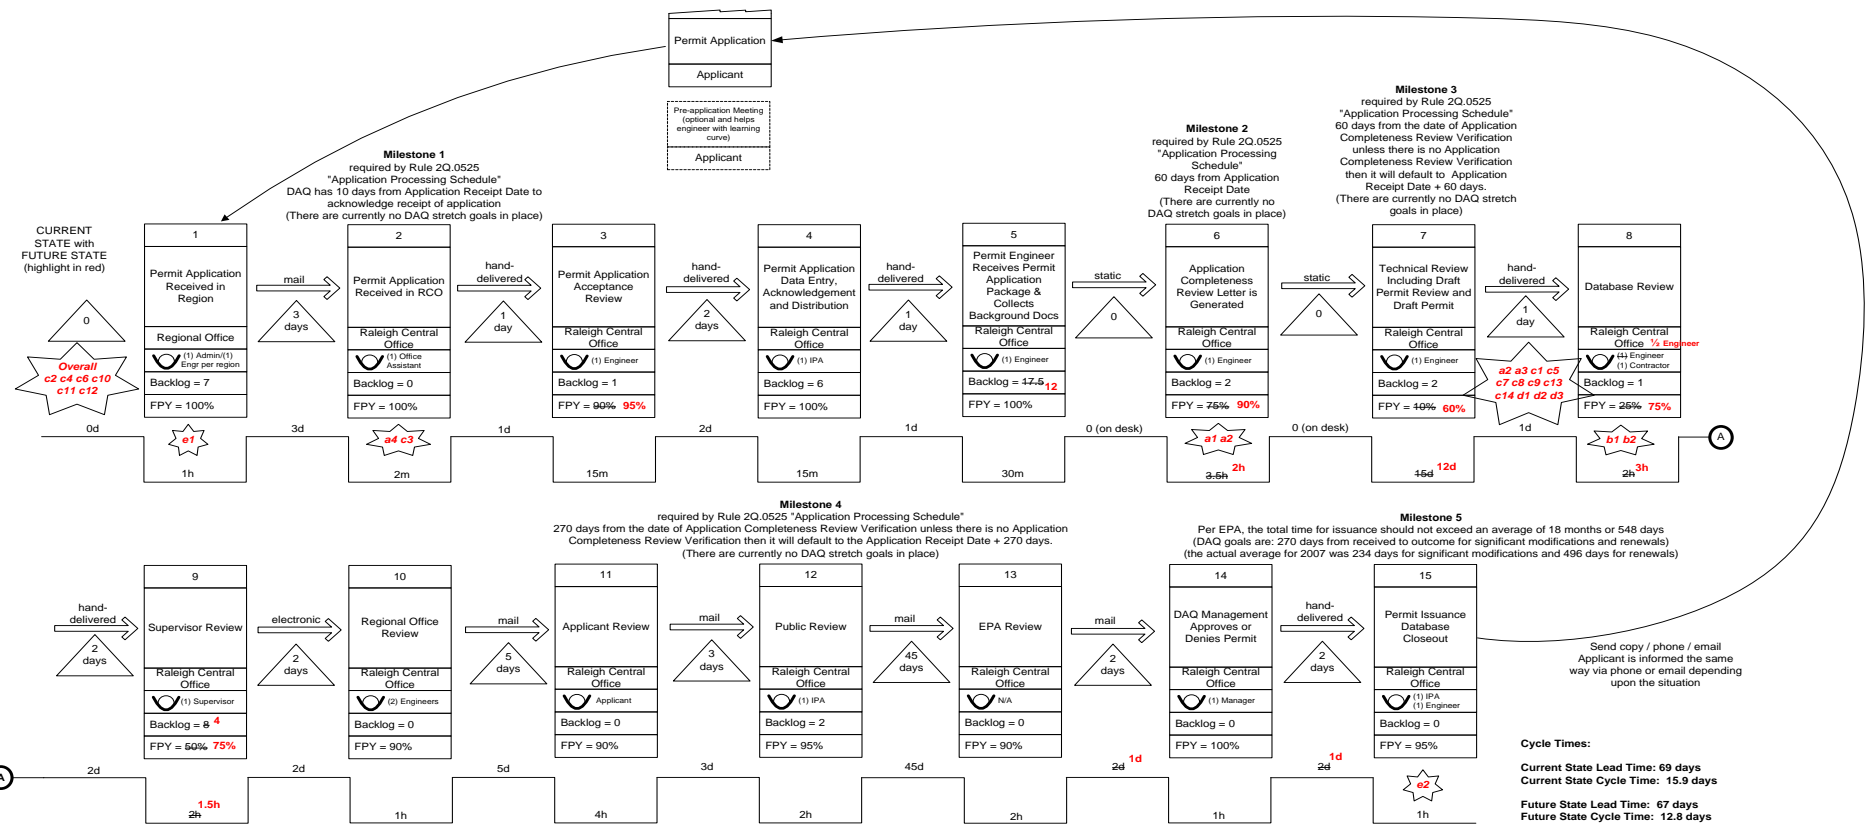 Permit Application
Applicant
Pre-application Meeting
(optional and helps
engineer with learning
curve)
Applicant
Milestone 1
required by Rule 2Q.0525
"Application Processing Schedule"
DAQ has 10 days from Application Receipt Date to
acknowledge receipt of application
(There are currently no DAQ stretch goals in place)
Milestone 2
required by Rule 2Q.0525
"Application Processing
Schedule"
60 days from Application
Receipt Date
(There are currently no
DAQ stretch goals in place)
Milestone 3
required by Rule 2Q.0525
"Application Processing Schedule"
60 days from the date of Application
Completeness Review Verification
unless there is no Application
Completeness Review Verification
then it will default to Application
Receipt Date + 60 days.
(There are currently no DAQ stretch
goals in place)
CURRENT
STATE with
FUTURE STATE
(highlight in red)
0
Overall
c2 c4 c6 c10
c11 c12
0d
1
Permit Application
Received in
Region
Regional Office
(1) Admin/(1)
Engr per region
Backlog = 7
FPY = 100%
e1
1h
mail
3
days
3d
2
Permit Application
Received in RCO
Raleigh Central
Office
(1) Office
Assistant
Backlog = 0
FPY = 100%
a4 c3
2m
hand-
delivered
1
day
1d
3
Permit Application
Acceptance
Review
Raleigh Central
Office
(1) Engineer
Backlog = 1
FPY = 90% 95%
15m
hand-
delivered
2
days
2d
4
Permit Application
Data Entry,
Acknowledgement
and Distribution
Raleigh Central
Office
(1) IPA
Backlog = 6
FPY = 100%
15m
hand-
delivered
1
day
1d
5
Permit Engineer
Receives Permit
Application
Package &
Collects
Background Docs
Raleigh Central
Office
(1) Engineer
Backlog = 17.5 12
FPY = 100%
30m
static
0
0 (on desk)
6
Application
Completeness
Review Letter is
Generated
Raleigh Central
Office
(1) Engineer
Backlog = 2
FPY = 75% 90%
a1 a2
2h
3.5h
static
0
0 (on desk)
7
Technical Review
Including Draft
Permit Review and
Draft Permit
Raleigh Central
Office
(1) Engineer
Backlog = 2
FPY = 10% 60%
15d 12d
hand-
delivered
1
day
a2 a3 c1 c5
c7 c8 c9 c13
c14 d1 d2 d3
1d
8
Database Review
Raleigh Central
Office ½ Engineer
(1) Engineer
(1) Contractor
Backlog = 1
FPY = 25% 75%
b1 b2
2h 3h
A
Milestone 4
required by Rule 2Q.0525 "Application Processing Schedule"
270 days from the date of Application Completeness Review Verification unless there is no Application
Completeness Review Verification then it will default to the Application Receipt Date + 270 days.
(There are currently no DAQ stretch goals in place)
Milestone 5
Per EPA, the total time for issuance should not exceed an average of 18 months or 548 days
(DAQ goals are: 270 days from received to outcome for significant modifications and renewals)
(the actual average for 2007 was 234 days for significant modifications and 496 days for renewals)
A
hand-
delivered
2
days
2d
9
Supervisor Review
Raleigh Central
Office
(1) Supervisor
Backlog = 8 4
FPY = 50% 75%
1.5h
2h
electronic
2
days
2d
10
Regional Office
Review
Raleigh Central
Office
(2) Engineers
Backlog = 0
FPY = 90%
1h
mail
5
days
5d
11
Applicant Review
Raleigh Central
Office
Applicant
Backlog = 0
FPY = 90%
4h
mail
3
days
3d
12
Public Review
Raleigh Central
Office
(1) IPA
Backlog = 2
FPY = 95%
2h
mail
45
days
45d
13
EPA Review
Raleigh Central
Office
N/A
Backlog = 0
FPY = 90%
2h
mail
2
days
1d
2d
14
DAQ Management
Approves or
Denies Permit
Raleigh Central
Office
(1) Manager
Backlog = 0
FPY = 100%
1h
hand-
delivered
2
days
1d
2d
15
Permit Issuance
Database
Closeout
Raleigh Central
Office
(1) IPA
(1) Engineer
Backlog = 0
FPY = 95%
e2
1h
Send copy / phone / email
Applicant is informed the same
way via phone or email depending
upon the situation
Cycle Times:
Current State Lead Time: 69 days
Current State Cycle Time: 15.9 days
Future State Lead Time: 67 days
Future State Cycle Time: 12.8 days